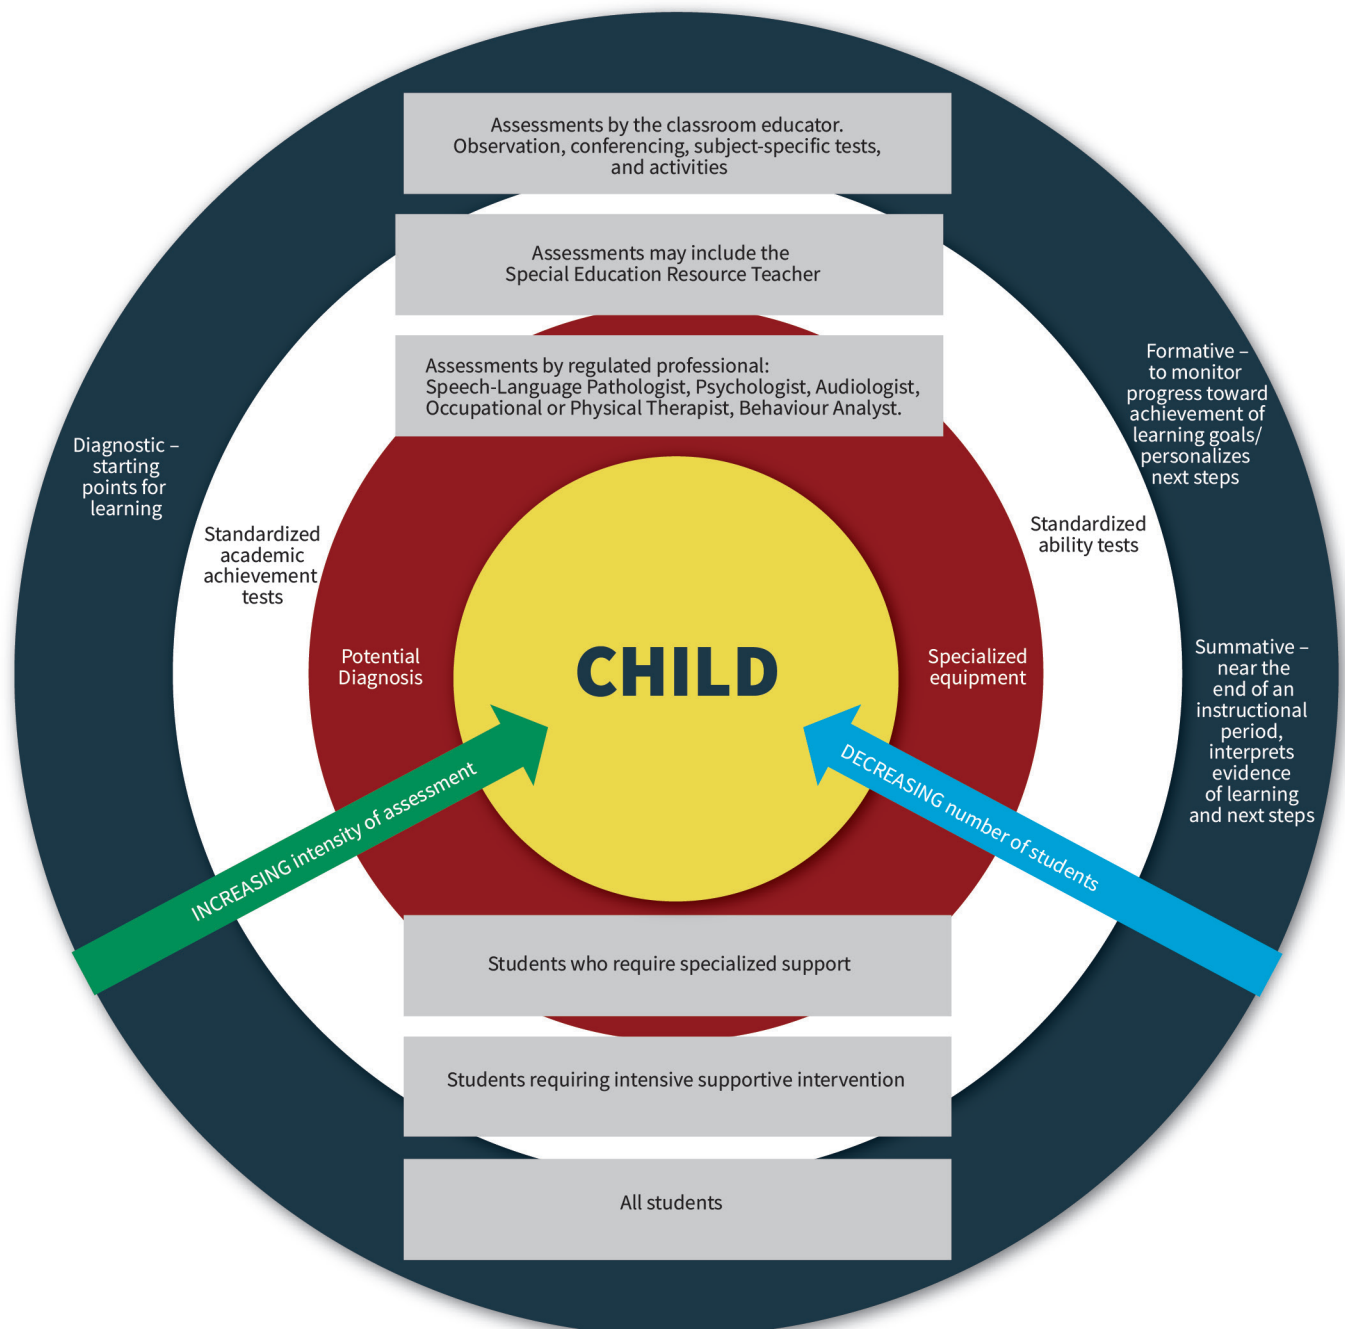 Assessments by the classroom educator.
Observation, conferencing, subject-specific tests,
and activities
Assessments may include the
Special Education Resource Teacher
Assessments by regulated professional:
Speech-Language Pathologist, Psychologist, Audiologist,
Occupational or Physical Therapist, Behaviour Analyst.
Diagnostic –
starting
points for
learning
Standardized
academic
achievement
tests
Potential
Diagnosis
CHILD
Specialized
equipment
Standardized
ability tests
Formative –
to monitor
progress toward
achievement of
learning goals/
personalizes
next steps
Summative –
near the
end of an
instructional
period,
interprets
evidence
of learning
and next steps
INCREASING intensity of assessment
DECREASING number of students
Students who require specialized support
Students requiring intensive supportive intervention
All students